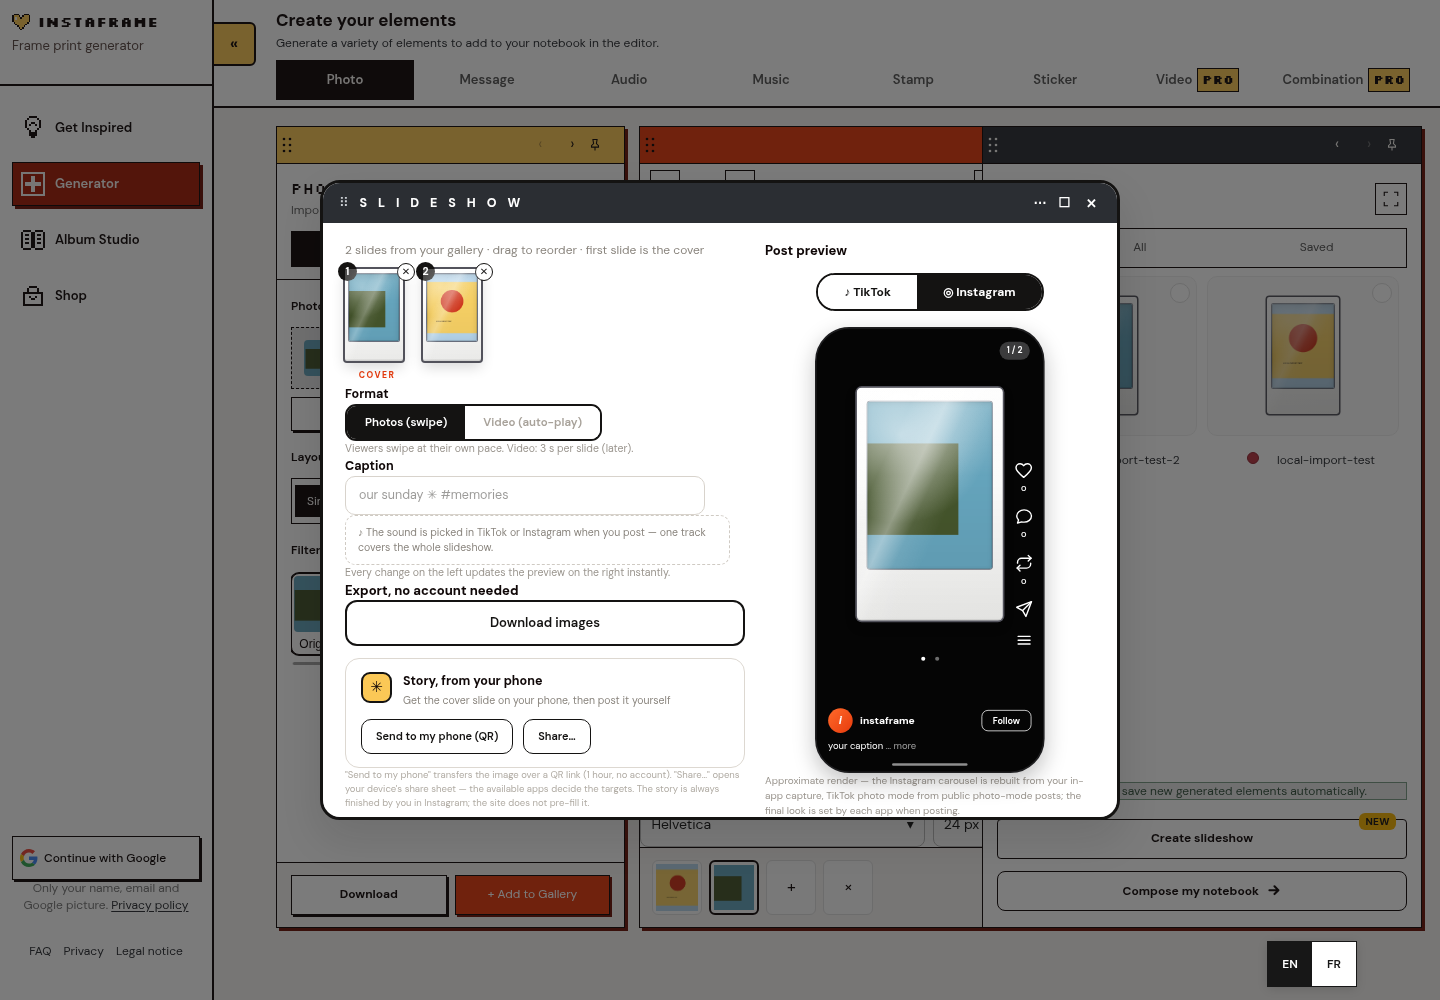 INSTAFRAME
Frame print generator
Get Inspired
Generator
Album Studio
Shop
Continue with Google
Only your name, email and
Google picture. Privacy policy
FAQ Privacy Legal notice
«
Create your elements
Generate a variety of elements to add to your notebook in the editor.
Photo Message Audio Music Stamp Sticker Video PRO Combination PRO
SLIDESHOW
2 slides from your gallery · drag to reorder · first slide is the cover
1 2
COVER
Format
Photos (swipe) Video (auto-play)
Viewers swipe at their own pace. Video: 3 s per slide (later).
Caption
our sunday ✳ #memories
♪ The sound is picked in TikTok or Instagram when you post — one track
covers the whole slideshow.
Every change on the left updates the preview on the right instantly.
Export, no account needed
Download images
Story, from your phone
Get the cover slide on your phone, then post it yourself
Send to my phone (QR) Share...
"Send to my phone" transfers the image over a QR link (1 hour, no account). "Share..." opens
your device's share sheet — the available apps decide the targets. The story is always
finished by you in Instagram; the site does not pre-fill it.
Post preview
♪ TikTok ◎ Instagram
1 / 2
0
0
0
I instaframe Follow
your caption ... more
Approximate render — the Instagram carousel is rebuilt from your in-
app capture, TikTok photo mode from public photo-mode posts; the
final look is set by each app when posting.
Download + Add to Gallery
Helvetica 24 px
+ ×
All Saved
local-import-test
save new generated elements automatically.
Create slideshow NEW
Compose my notebook →
EN FR